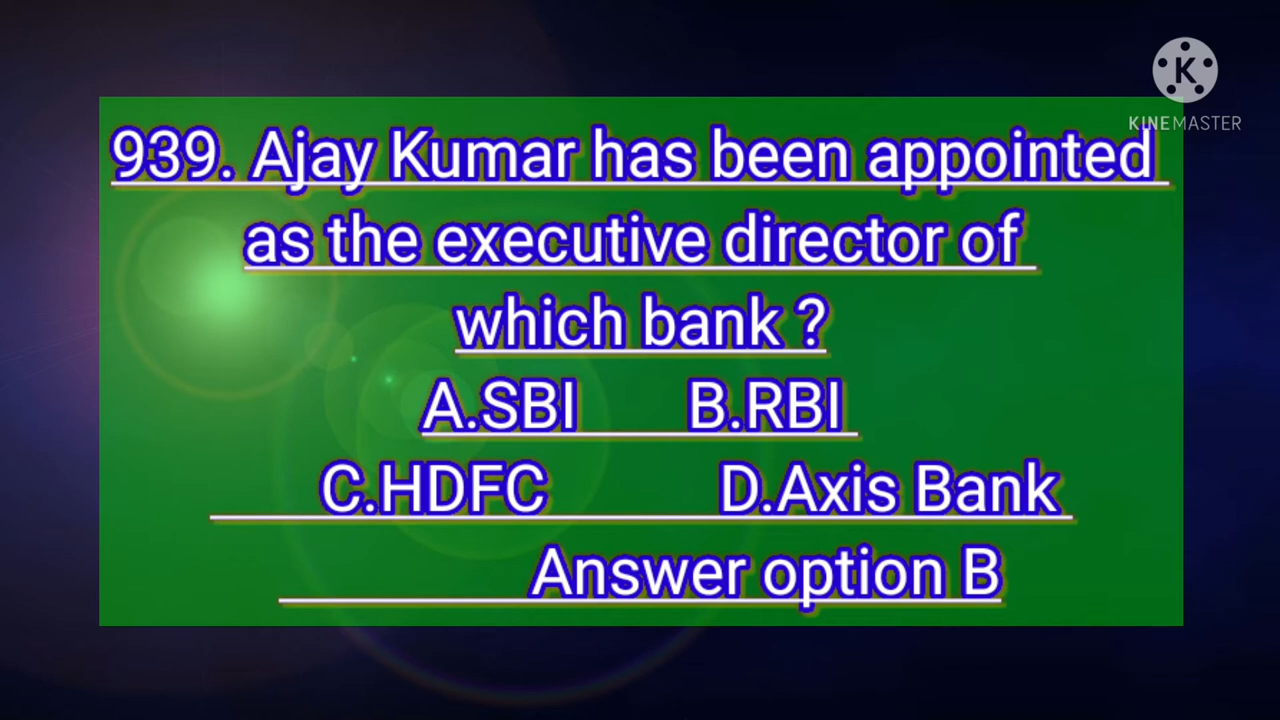 KINEMASTER
939. Ajay Kumar has been appointed
as the executive director of
which bank ?
A.SBI B.RBI
C.HDFC D.Axis Bank
Answer option B